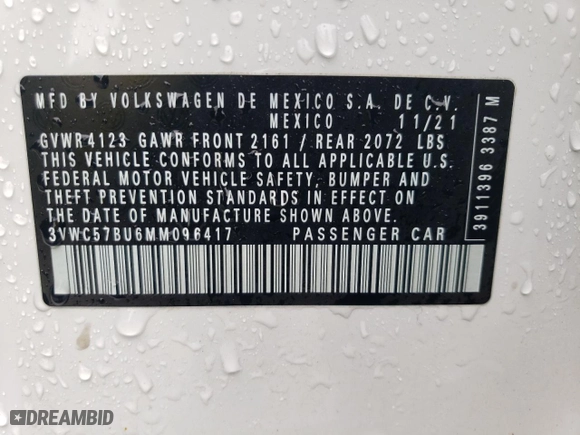 MFD BY VOLKSWAGEN DE MEXICO S.A. DE C.V.
MEXICO 11/21
GVWR 4123 GAWR FRONT 2161 / REAR 2072 LBS
THIS VEHICLE CONFORMS TO ALL APPLICABLE U.S.
FEDERAL MOTOR VEHICLE SAFETY, BUMPER AND
THEFT PREVENTION STANDARDS IN EFFECT ON
THE DATE OF MANUFACTURE SHOWN ABOVE.
3VWC57BU6MM096417 PASSENGER CAR
3911396 3387 M
DREAMBID